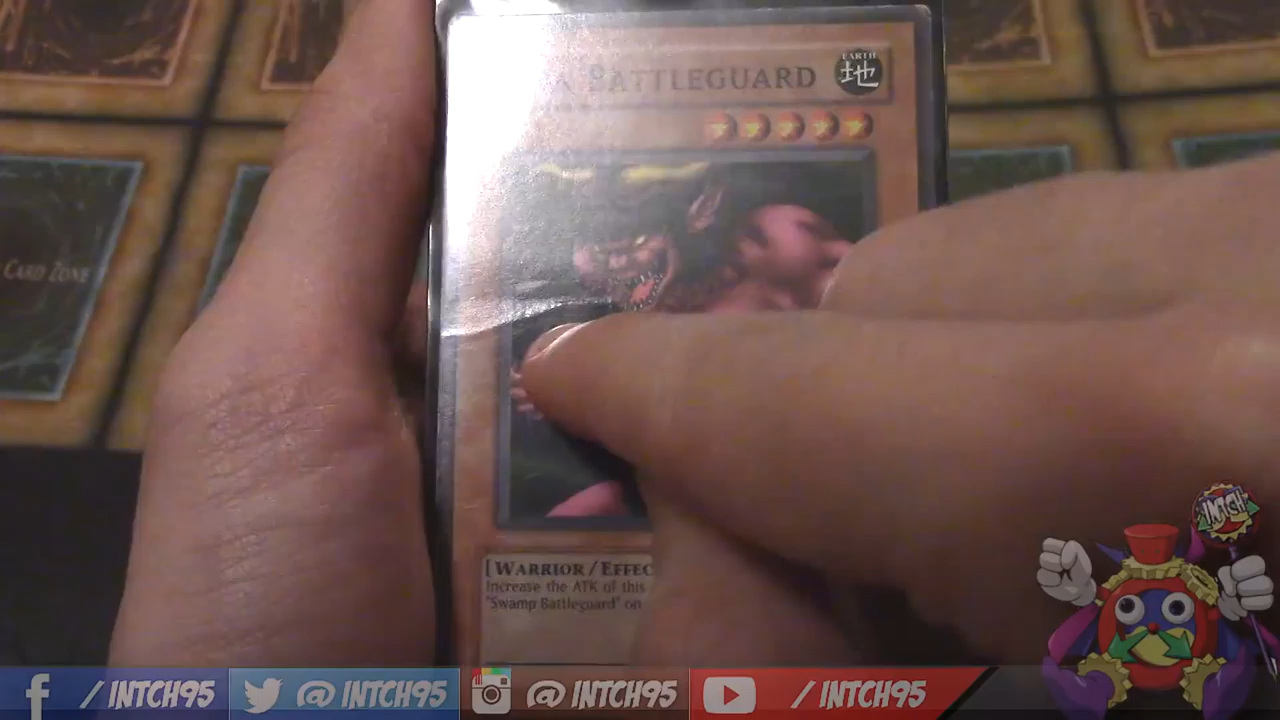 BATTLEGUARD
EARTH
地
CARD ZONE
[WARRIOR/EFFEC
Increase the ATK of this
"Swamp Battleguard" on
INTCH
/INTCH95 @INTCH95 @INTCH95 /INTCH95